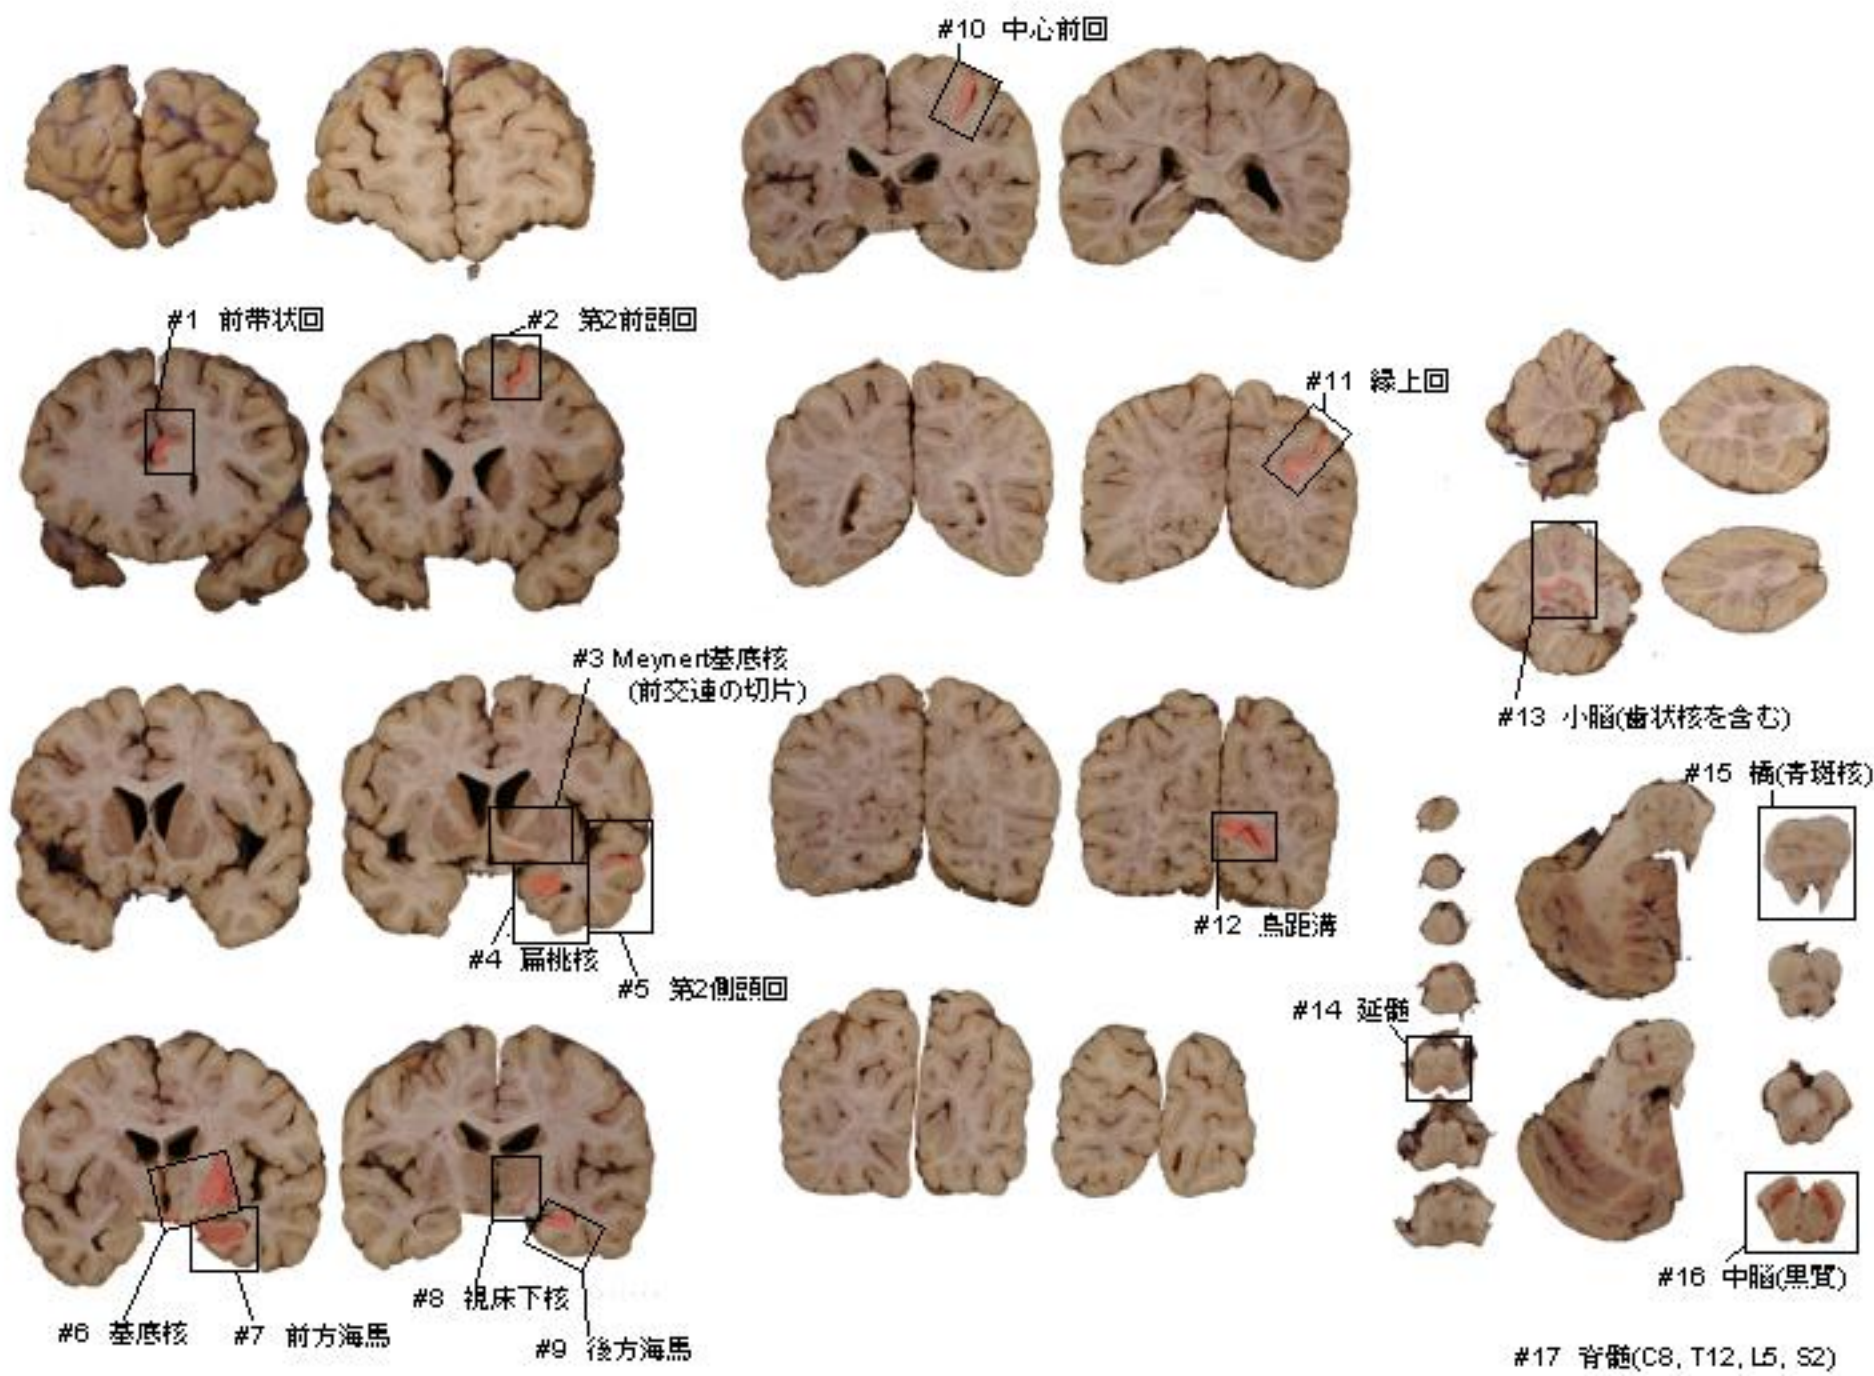 #10 中心前回
#1 前帯状回
#2 第2前頭回
#11 縁上回
#3 Meynert基底核
(前交連の切片)
#13 小脳(歯状核を含む)
#15 橋(青斑核)
#12 鳥距溝
#4 扁桃核
#5 第2側頭回
#14 延髄
#16 中脳(黒質)
#8 視床下核
#6 基底核
#7 前方海馬
#9 後方海馬
#17 脊髄(C8, T12, L5, S2)